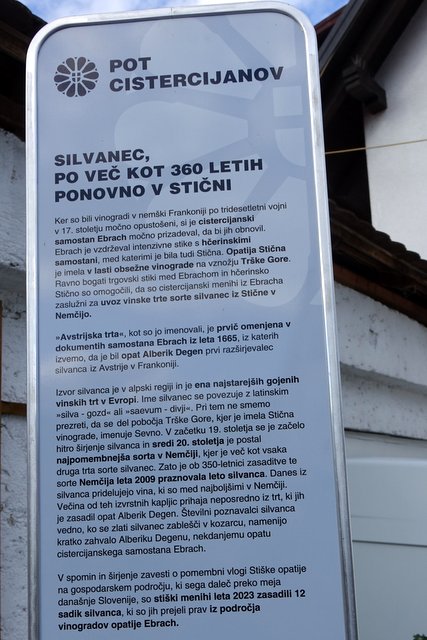 POT
CISTERCIJANOV
SILVANEC,
PO VEČ KOT 360 LETIH
PONOVNO V STIČNI
Ker so bili vinogradi v nemški Frankoniji po tridesetletni vojni
v 17. stoletju močno opustošeni, si je cistercijanski
samostan Ebrach močno prizadeval, da bi jih obnovil.
Ebrach je vzdrževal intenzivne stike s hčerinskimi
samostani, med katerimi je bila tudi Stična. Opatija Stična
je imela v lasti obsežne vinograde na vznožju Trške Gore.
Ravno bogati trgovski stiki med Ebrachom in hčerinsko
Stično so omogočili, da so cistercijanski menihi iz Ebracha
zaslužni za uvoz vinske trte sorte silvanec iz Stične v
Nemčijo.
»Avstrijska trta«, kot so jo imenovali, je prvič omenjena v
dokumentih samostana Ebrach iz leta 1665, iz katerih
izvemo, da je bil opat Alberik Degen prvi razširjevalec
silvanca iz Avstrije v Frankoniji.
Izvor silvanca je v alpski regiji in je ena najstarejših gojenih
vinskih trt v Evropi. Ime silvanec se povezuje z latinskim
»silva - gozd« ali »saevum - divji«. Pri tem ne smemo
prezreti, da se del pobočja Trške Gore, kjer je imela Stična
vinograde, imenuje Sevno. V začetku 19. stoletja se je začelo
hitro širjenje silvanca in sredi 20. stoletja je postal
najpomembnejša sorta v Nemčiji, kjer je več kot vsaka
druga trta sorte silvanec. Zato je ob 350-letnici zasaditve te
sorte Nemčija leta 2009 praznovala leto silvanca. Danes iz
silvanca pridelujejo vina, ki so med najboljšimi v Nemčiji.
Večina od teh izvrstnih kapljic prihaja neposredno iz trt, ki jih
je zasadil opat Alberik Degen. Številni poznavalci silvanca
vedno, ko se zlati silvanec zablešči v kozarcu, namenijo
kratko zahvalo Alberiku Degenu, nekdanjemu opatu
cistercijanskega samostana Ebrach.
V spomin in širjenje zavesti o pomembni vlogi Stiške opatije
na gospodarskem področju, ki sega daleč preko meja
današnje Slovenije, so stiški menihi leta 2023 zasadili 12
sadik silvanca, ki so jih prejeli prav iz področja
vinogradov opatije Ebrach.